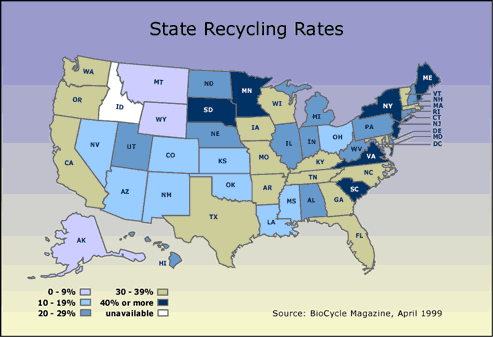 State Recycling Rates
WA
MT
ND
MN
ME
OR
ID
SD
WI
MI
NY
VT
NH
MA
RI
CT
NJ
DE
MD
DC
WY
NE
IA
PA
NV
UT
CO
IL
IN
OH
WV
VA
CA
KS
MO
KY
NC
AZ
NM
OK
AR
TN
SC
TX
LA
MS
AL
GA
FL
AK
HI
0 - 9%
30 - 39%
10 - 19%
40% or more
20 - 29%
unavailable
Source: BioCycle Magazine, April 1999